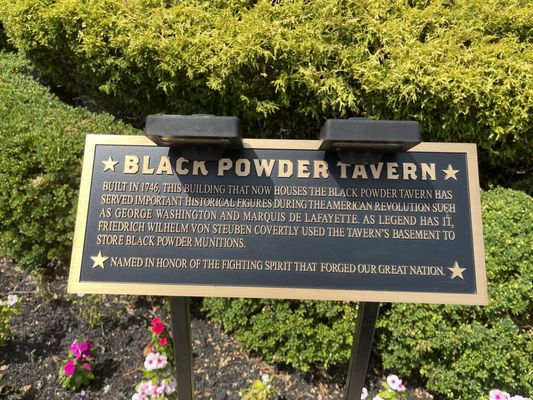 BLACK POWDER TAVERN
BUILT IN 1746, THIS BUILDING THAT NOW HOUSES THE BLACK POWDER TAVERN HAS
SERVED IMPORTANT HISTORICAL FIGURES DURING THE AMERICAN REVOLUTION SUCH
AS GEORGE WASHINGTON AND MARQUIS DE LAFAYETTE. AS LEGEND HAS IT,
FRIEDRICH WILHELM VON STEUBEN COVERTLY USED THE TAVERN'S BASEMENT TO
STORE BLACK POWDER MUNITIONS.
NAMED IN HONOR OF THE FIGHTING SPIRIT THAT FORGED OUR GREAT NATION.